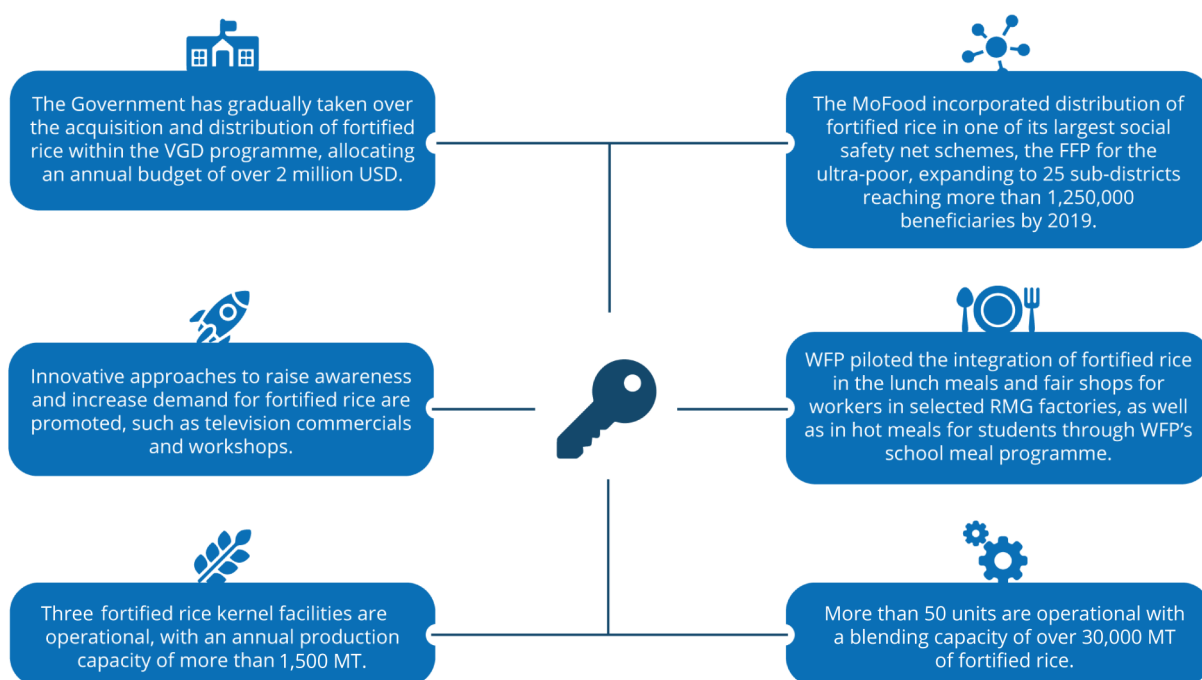 The Government has gradually taken over
the acquisition and distribution of fortified
rice within the VGD programme, allocating
an annual budget of over 2 million USD.
The MoFood incorporated distribution of
fortified rice in one of its largest social
safety net schemes, the FFP for the
ultra-poor, expanding to 25 sub-districts
reaching more than 1,250,000
beneficiaries by 2019.
Innovative approaches to raise awareness
and increase demand for fortified rice are
promoted, such as television commercials
and workshops.
WFP piloted the integration of fortified rice
in the lunch meals and fair shops for
workers in selected RMG factories, as well
as in hot meals for students through WFP’s
school meal programme.
Three fortified rice kernel facilities are
operational, with an annual production
capacity of more than 1,500 MT.
More than 50 units are operational with
a blending capacity of over 30,000 MT
of fortified rice.